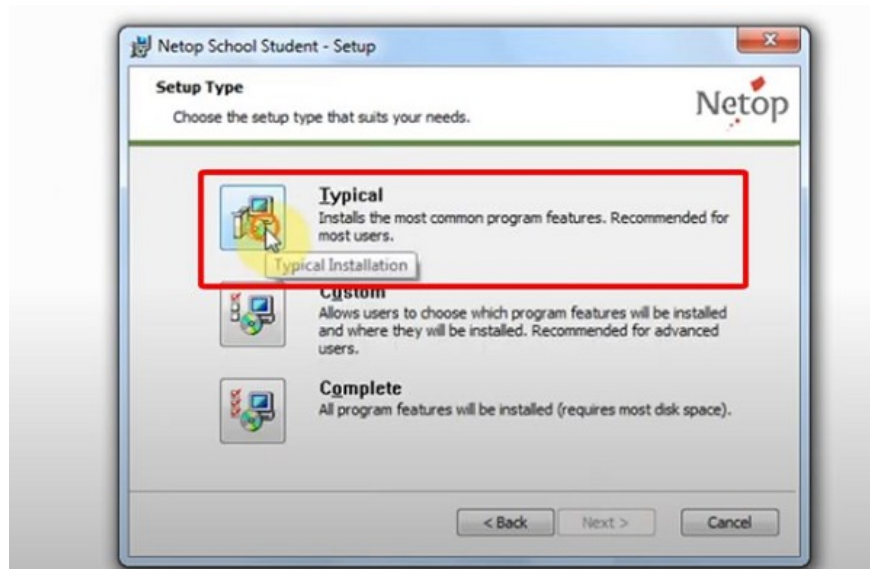 Netop School Student - Setup
Setup Type
Choose the setup type that suits your needs.
Netop
Typical
Installs the most common program features. Recommended for
most users.
Typical Installation
Custom
Allows users to choose which program features will be installed
and where they will be installed. Recommended for advanced
users.
Complete
All program features will be installed (requires most disk space).
< Back
Next >
Cancel